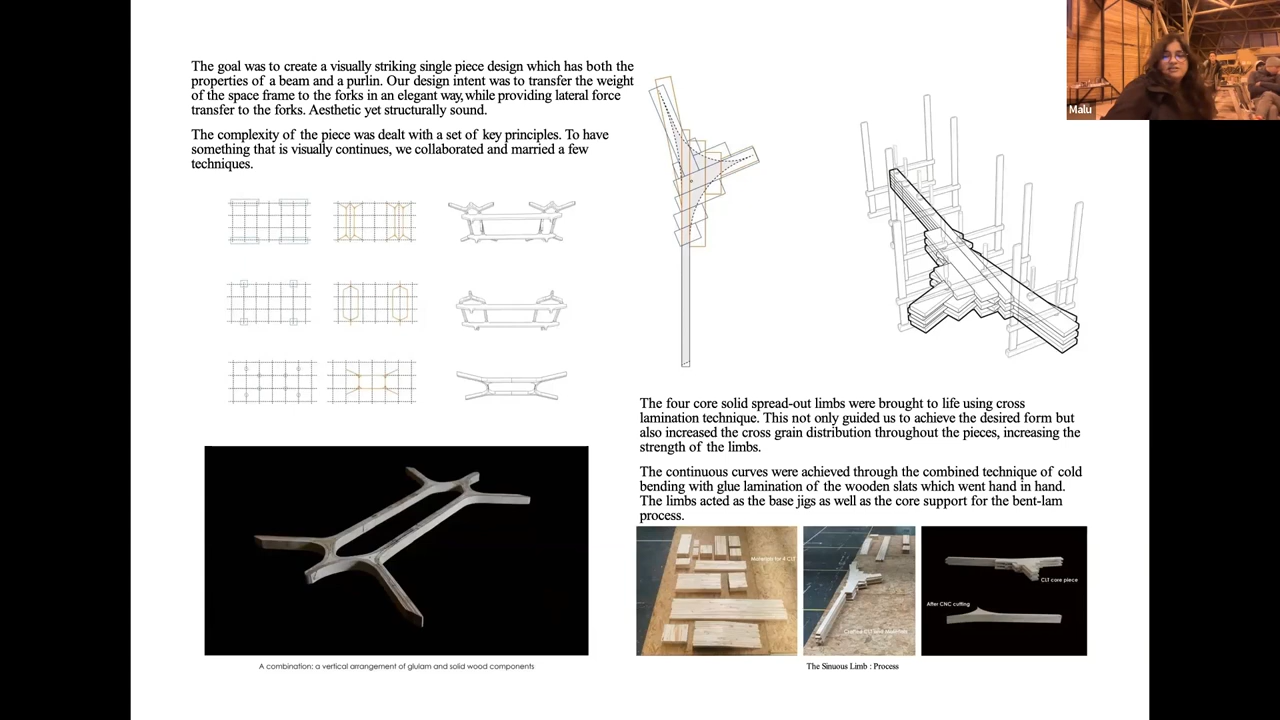 The goal was to create a visually striking single piece design which has both the
properties of a beam and a purlin. Our design intent was to transfer the weight
of the space frame to the forks in an elegant way, while providing lateral force
transfer to the forks. Aesthetic yet structurally sound.
The complexity of the piece was dealt with a set of key principles. To have
something that is visually continues, we collaborated and married a few
techniques.
A combination: a vertical arrangement of glulam and solid wood components
Malu
The four core solid spread-out limbs were brought to life using cross
lamination technique. This not only guided us to achieve the desired form but
also increased the cross grain distribution throughout the pieces, increasing the
strength of the limbs.
The continuous curves were achieved through the combined technique of cold
bending with glue lamination of the wooden slats which went hand in hand.
The limbs acted as the base jigs as well as the core support for the bent-lam
process.
Materials for 4 CLT
CLT core piece
After CNC cutting
The Sinuous Limb : Process